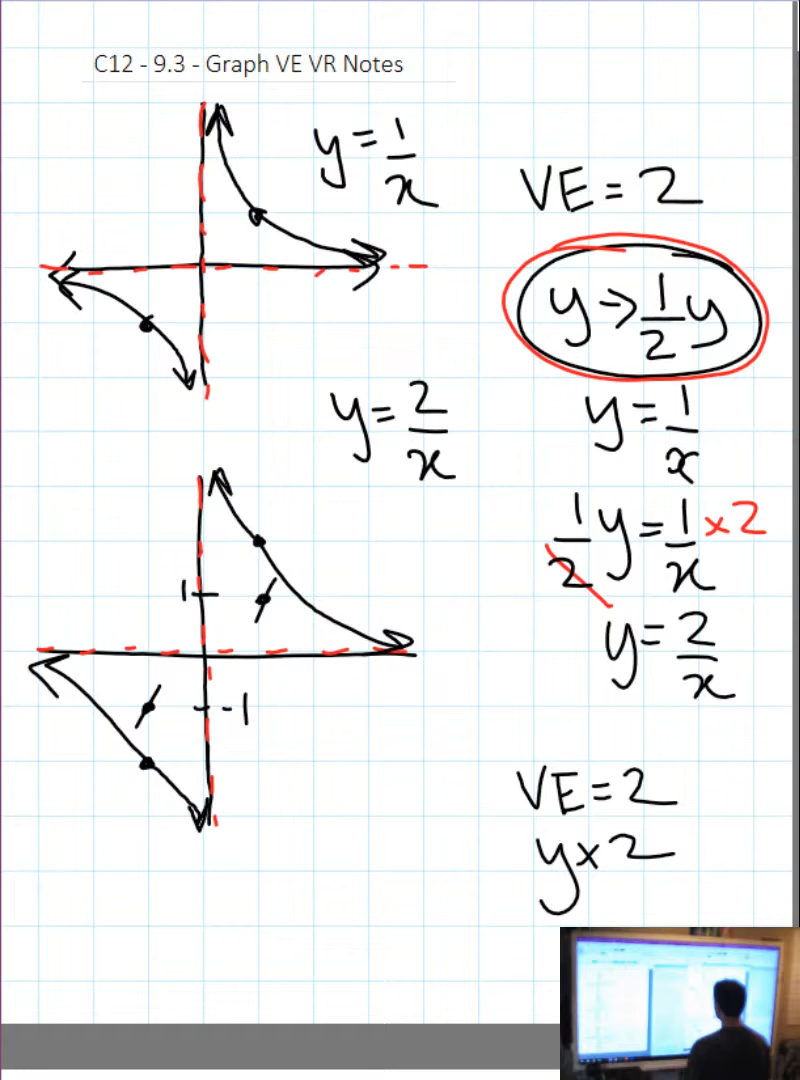 C12 - 9.3 - Graph VE VR Notes
y = 1/x
VE = 2
y → 1/2 y
y = 2/x
y = 1/x
1/2 y = 1/x × 2
1
y = 2/x
-1
VE = 2
y × 2